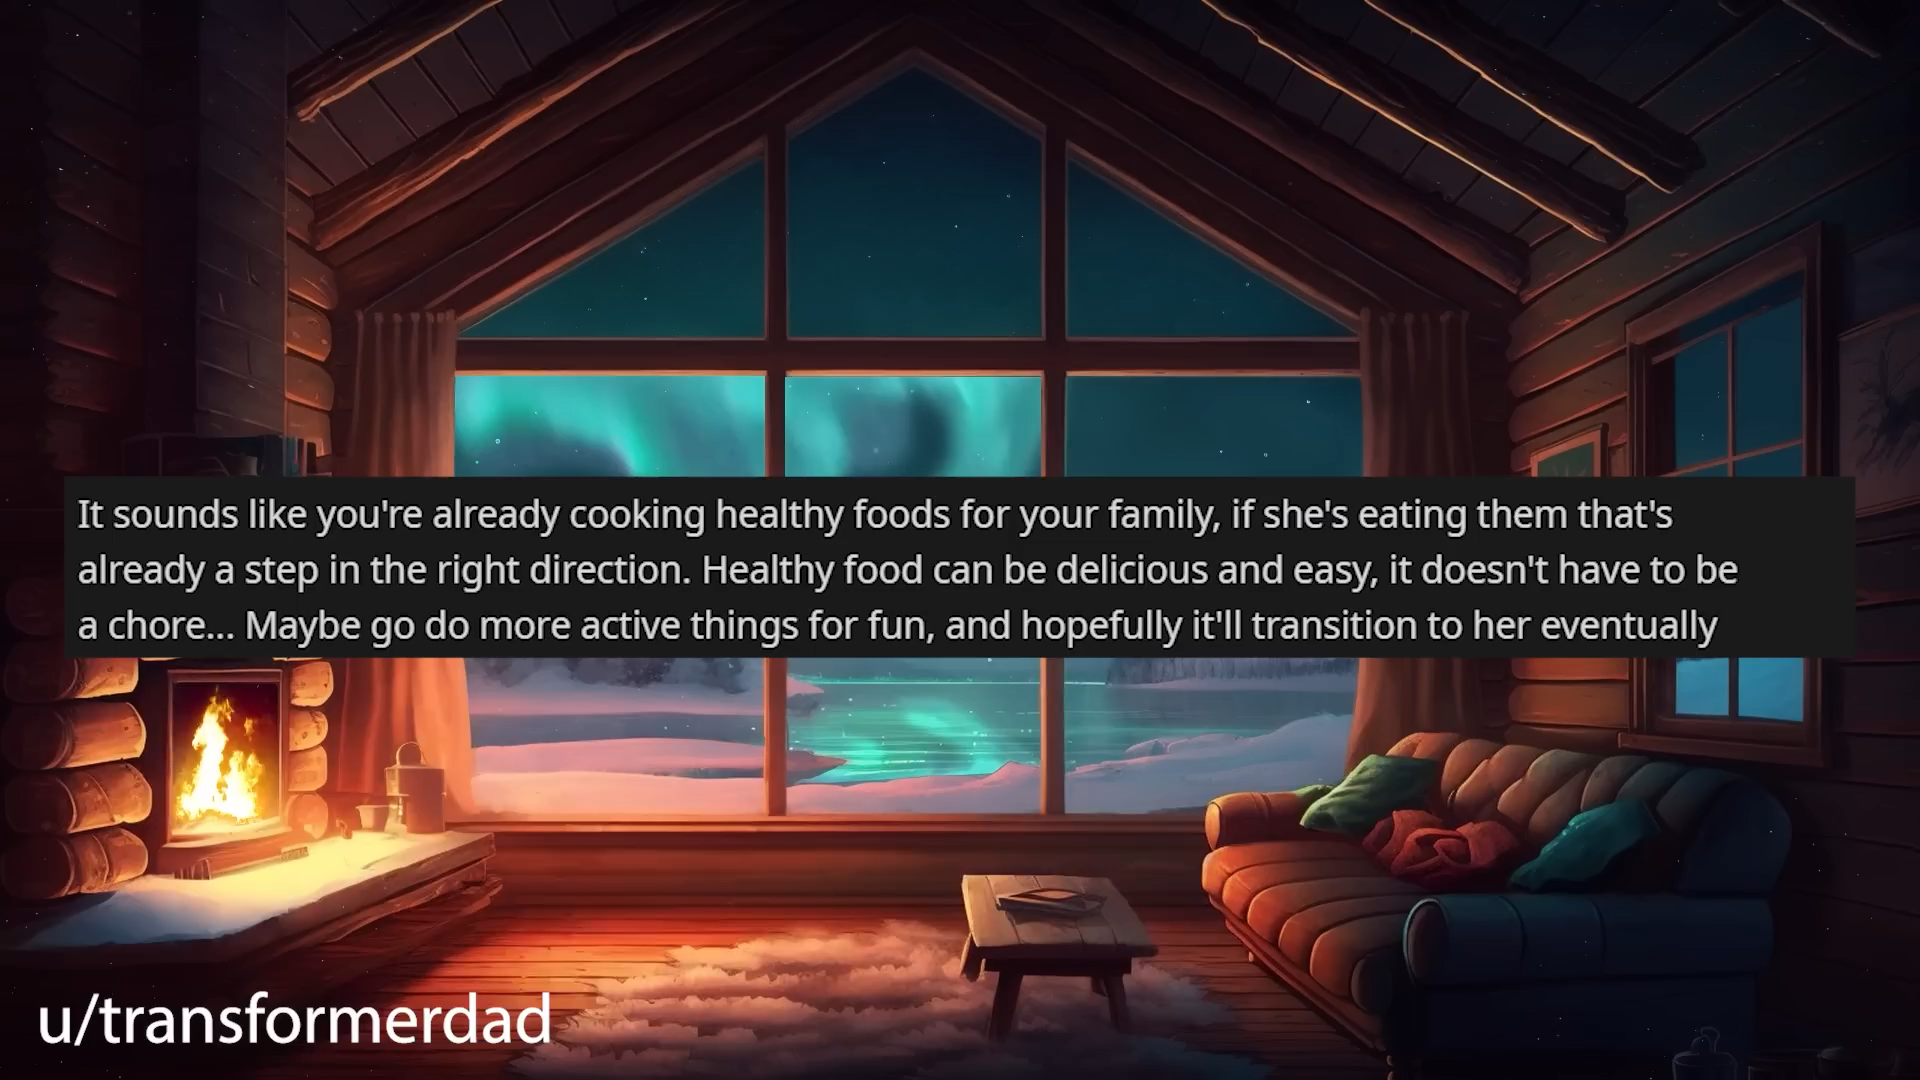 It sounds like you're already cooking healthy foods for your family, if she's eating them that's
already a step in the right direction. Healthy food can be delicious and easy, it doesn't have to be
a chore... Maybe go do more active things for fun, and hopefully it'll transition to her eventually
u/transformerdad